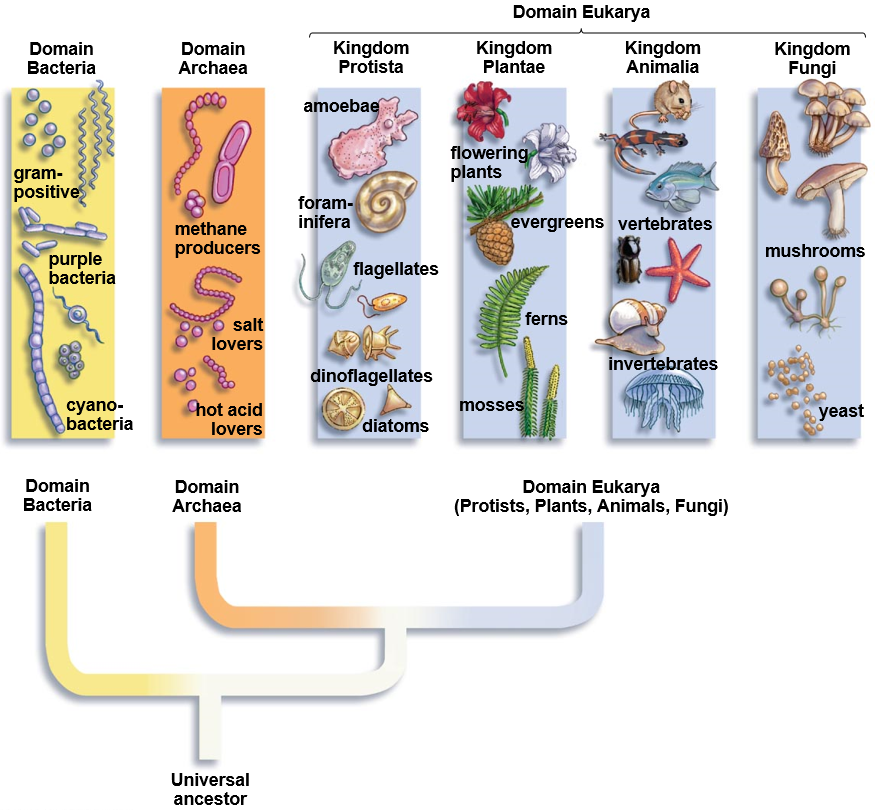 Domain Eukarya
Domain
Bacteria
Domain
Archaea
Kingdom
Protista
Kingdom
Plantae
Kingdom
Animalia
Kingdom
Fungi
gram-
positive
purple
bacteria
cyano-
bacteria
methane
producers
salt
lovers
hot acid
lovers
amoebae
foram-
inifera
flagellates
dinoflagellates
diatoms
flowering
plants
evergreens
ferns
mosses
vertebrates
invertebrates
mushrooms
yeast
Domain
Bacteria
Domain
Archaea
Domain Eukarya
(Protists, Plants, Animals, Fungi)
Universal
ancestor